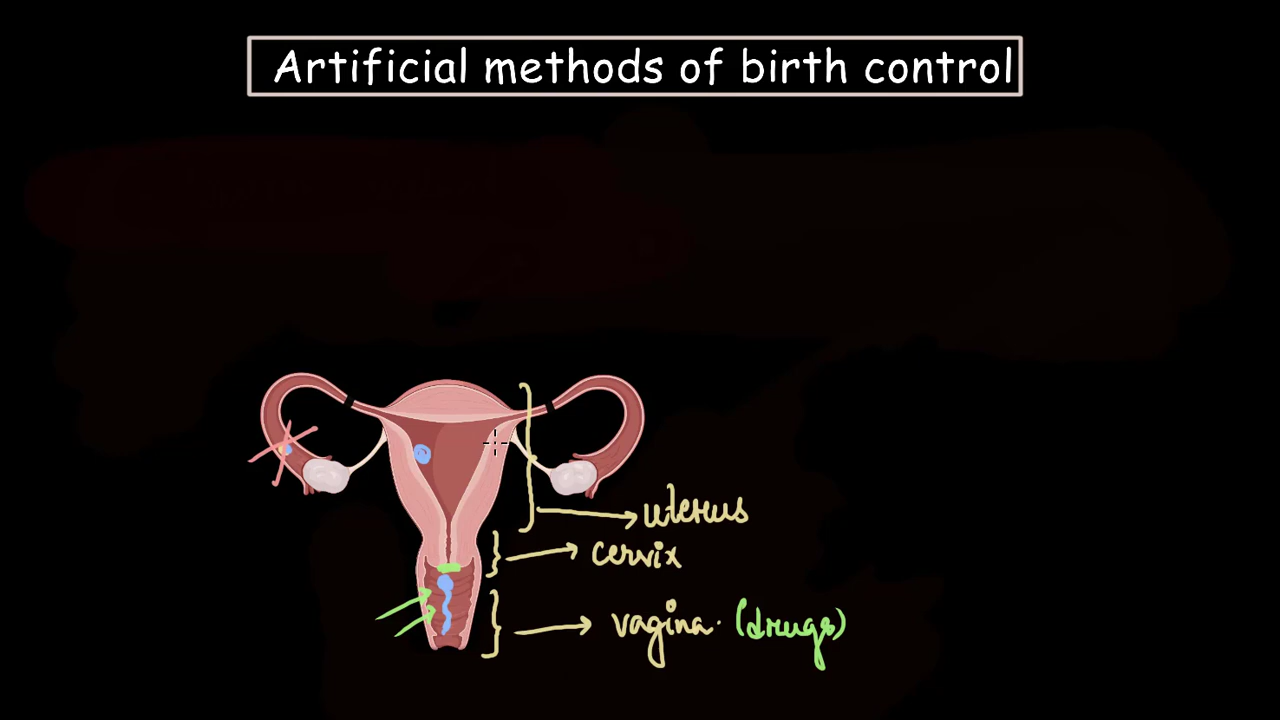 Artificial methods of birth control
uterus
cervix
vagina. (drugs)